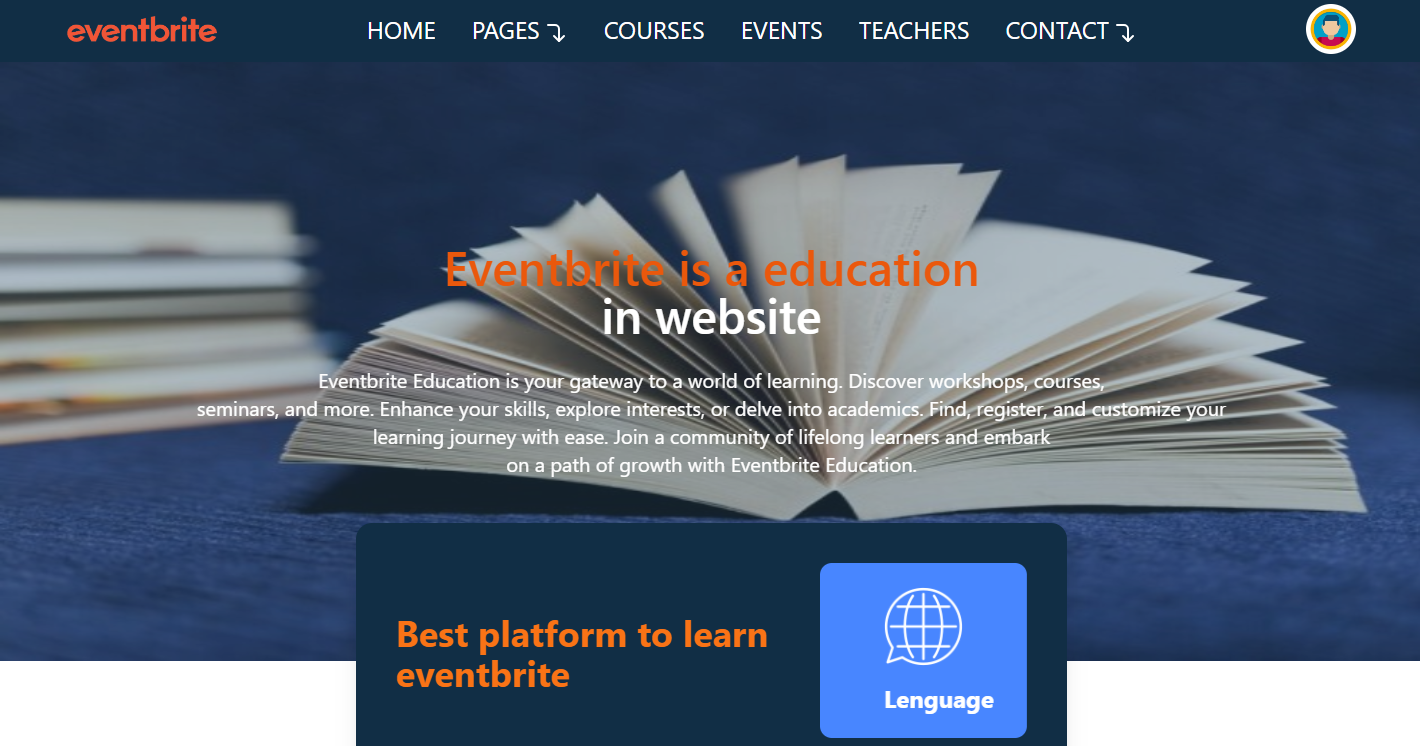 eventbrite
HOME PAGES COURSES EVENTS TEACHERS CONTACT
Eventbrite is a education
in website
Eventbrite Education is your gateway to a world of learning. Discover workshops, courses,
seminars, and more. Enhance your skills, explore interests, or delve into academics. Find, register, and customize your
learning journey with ease. Join a community of lifelong learners and embark
on a path of growth with Eventbrite Education.
Best platform to learn
eventbrite
Lenguage